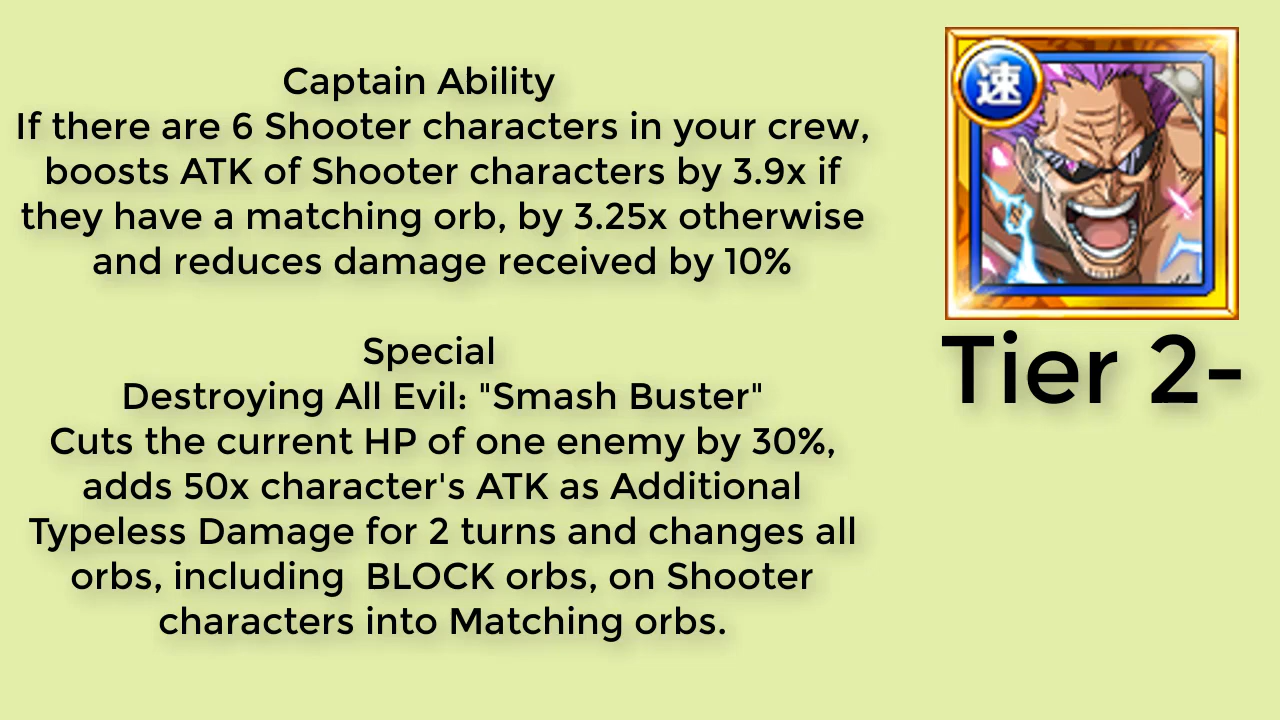 Captain Ability
If there are 6 Shooter characters in your crew,
boosts ATK of Shooter characters by 3.9x if
they have a matching orb, by 3.25x otherwise
and reduces damage received by 10%
Special
Destroying All Evil: "Smash Buster"
Cuts the current HP of one enemy by 30%,
adds 50x character's ATK as Additional
Typeless Damage for 2 turns and changes all
orbs, including  BLOCK orbs, on Shooter
characters into Matching orbs.
速
Tier 2-